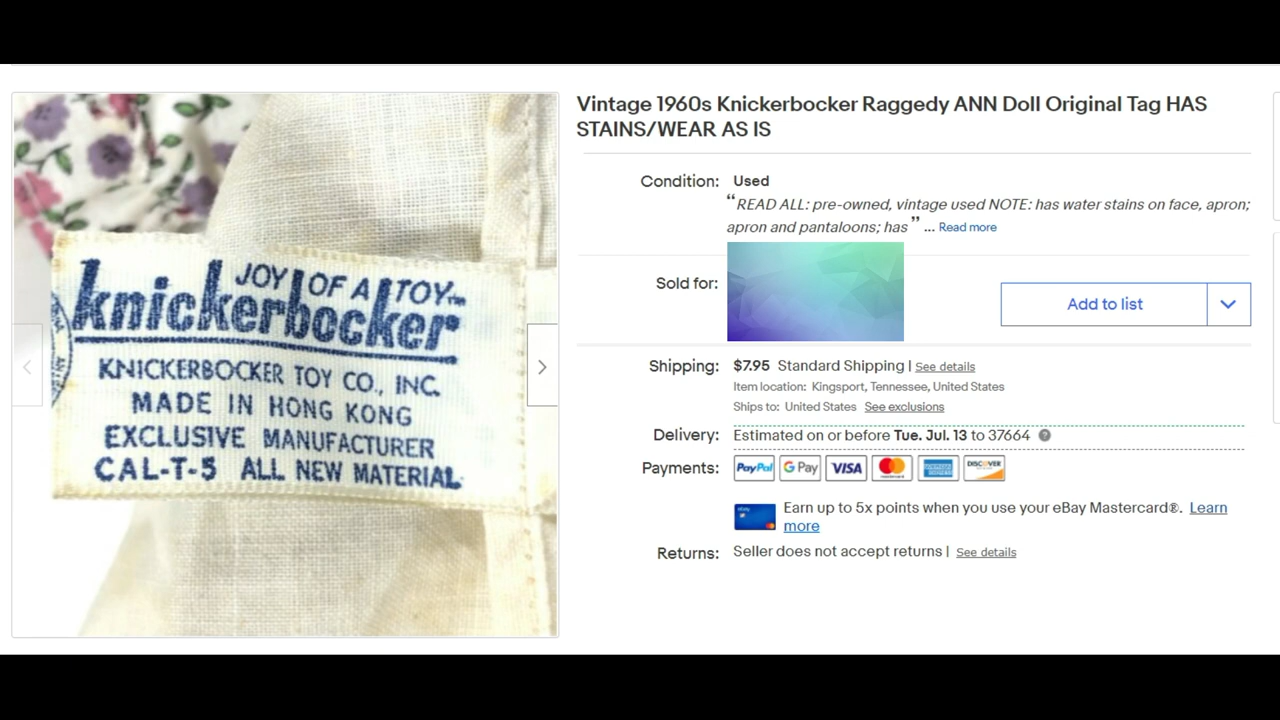 JOY OF A TOY™
knickerbocker
KNICKERBOCKER TOY CO., INC.
MADE IN HONG KONG
EXCLUSIVE MANUFACTURER
CAL-T-5 ALL NEW MATERIAL
Vintage 1960s Knickerbocker Raggedy ANN Doll Original Tag HAS
STAINS/WEAR AS IS
Condition: Used
“READ ALL: pre-owned, vintage used NOTE: has water stains on face, apron;
apron and pantaloons; has” ... Read more
Sold for:
Add to list
Shipping: $7.95 Standard Shipping | See details
Item location: Kingsport, Tennessee, United States
Ships to: United States See exclusions
Delivery: Estimated on or before Tue. Jul. 13 to 37664 ?
Payments: PayPal G Pay VISA mastercard AMERICAN EXPRESS DISCOVER
ebay
Earn up to 5x points when you use your eBay Mastercard®. Learn
more
Returns: Seller does not accept returns | See details